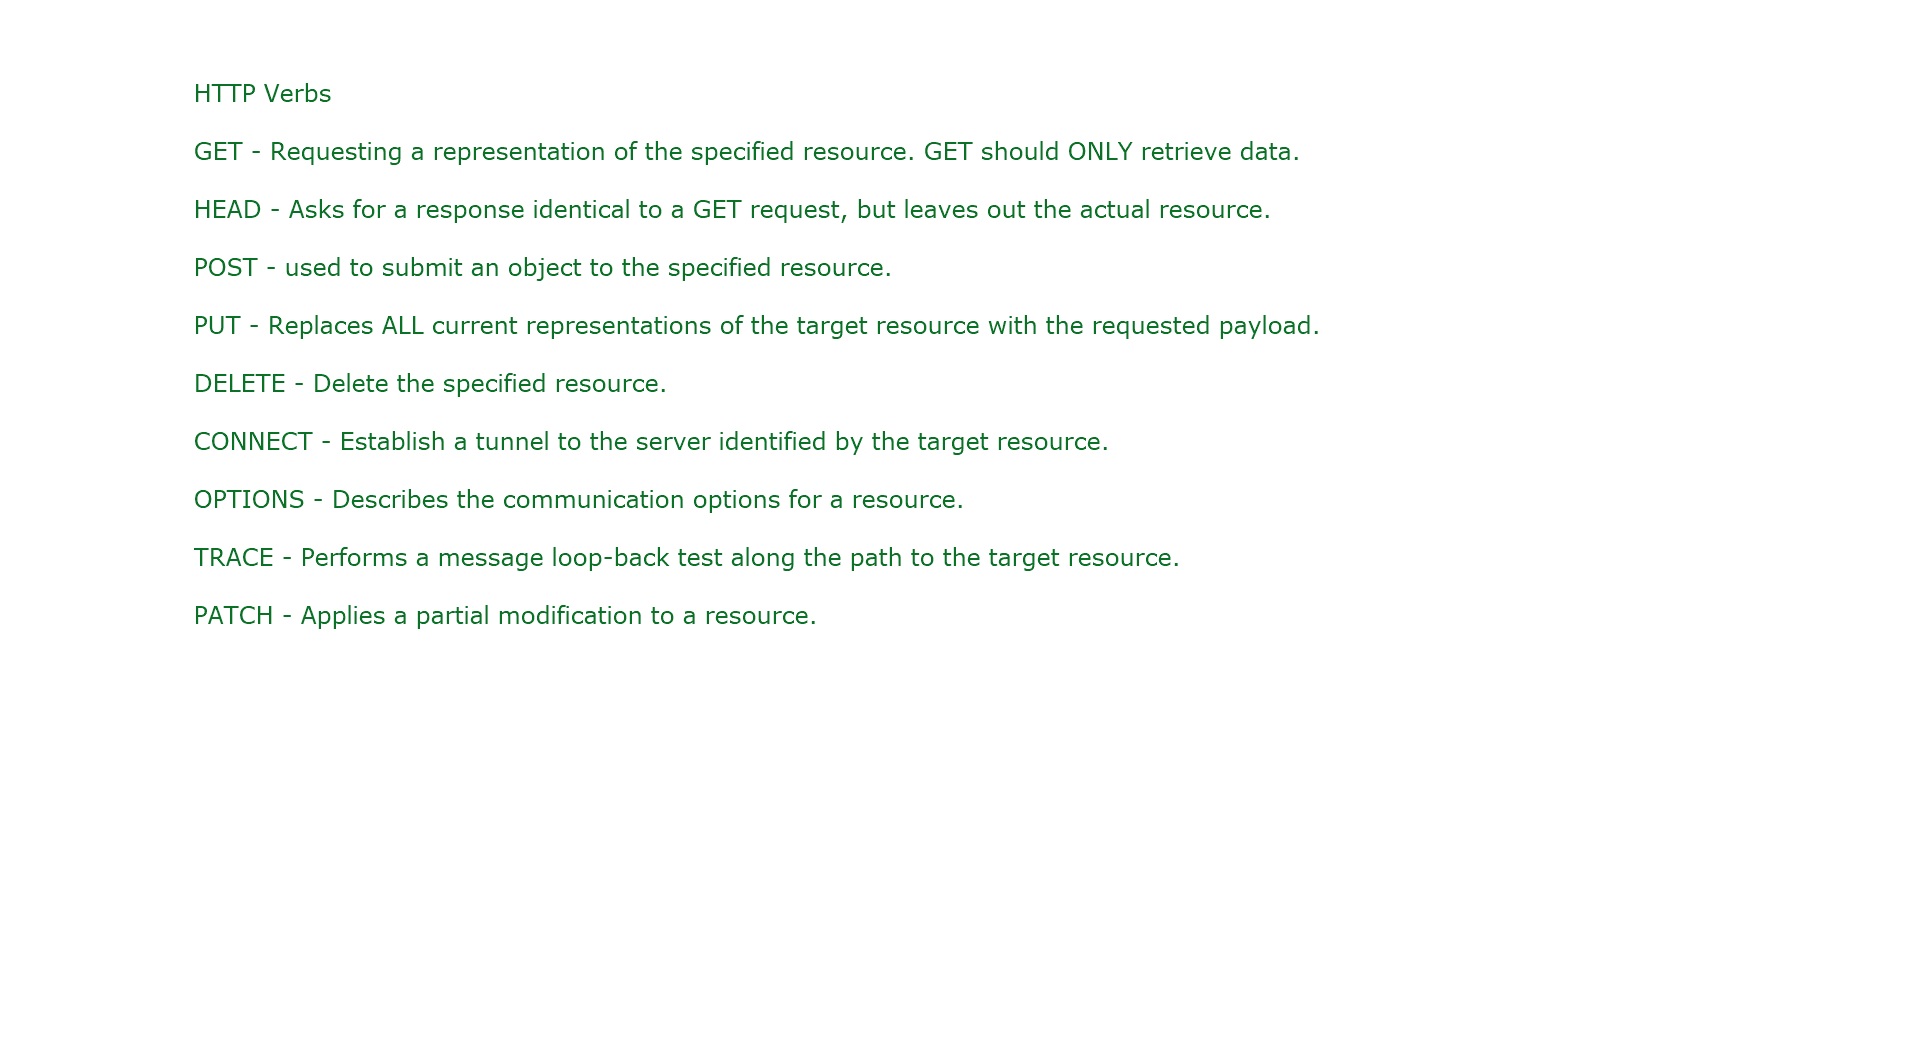 HTTP Verbs
GET - Requesting a representation of the specified resource. GET should ONLY retrieve data.
HEAD - Asks for a response identical to a GET request, but leaves out the actual resource.
POST - used to submit an object to the specified resource.
PUT - Replaces ALL current representations of the target resource with the requested payload.
DELETE - Delete the specified resource.
CONNECT - Establish a tunnel to the server identified by the target resource.
OPTIONS - Describes the communication options for a resource.
TRACE - Performs a message loop-back test along the path to the target resource.
PATCH - Applies a partial modification to a resource.